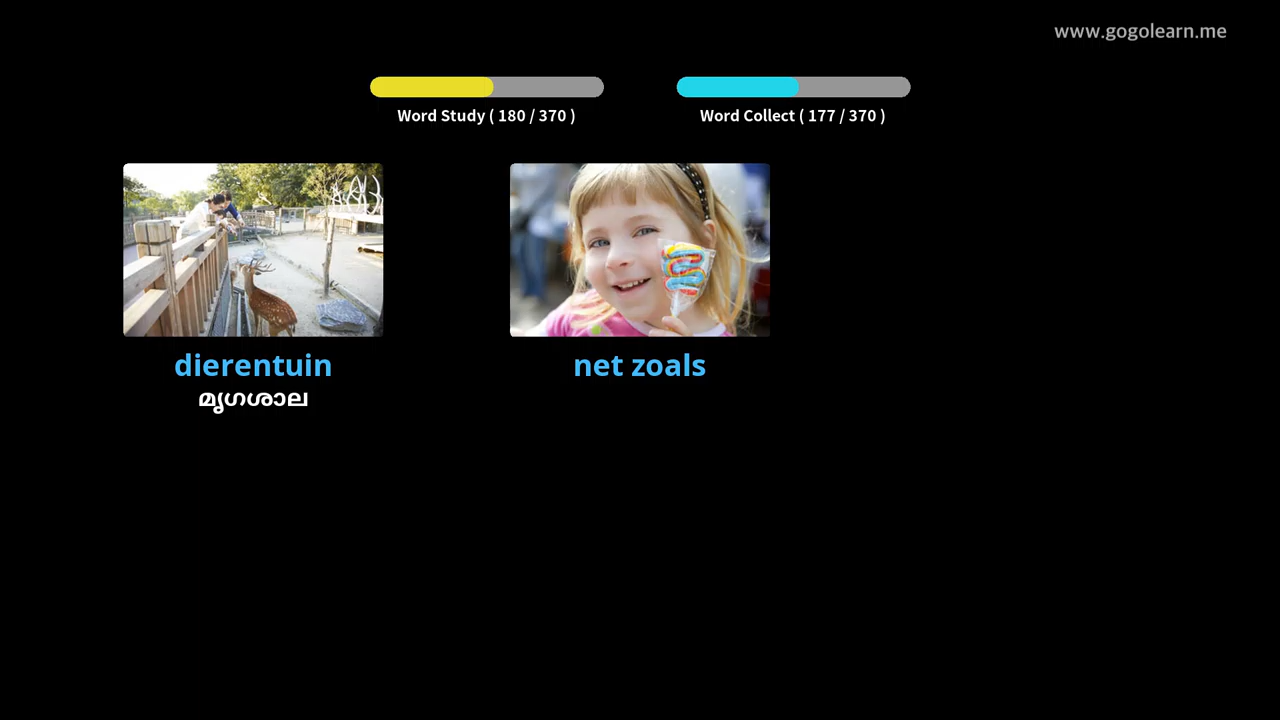 www.gogolearn.me
Word Study ( 180 / 370 )
Word Collect ( 177 / 370 )
dierentuin
മൃഗശാല
net zoals